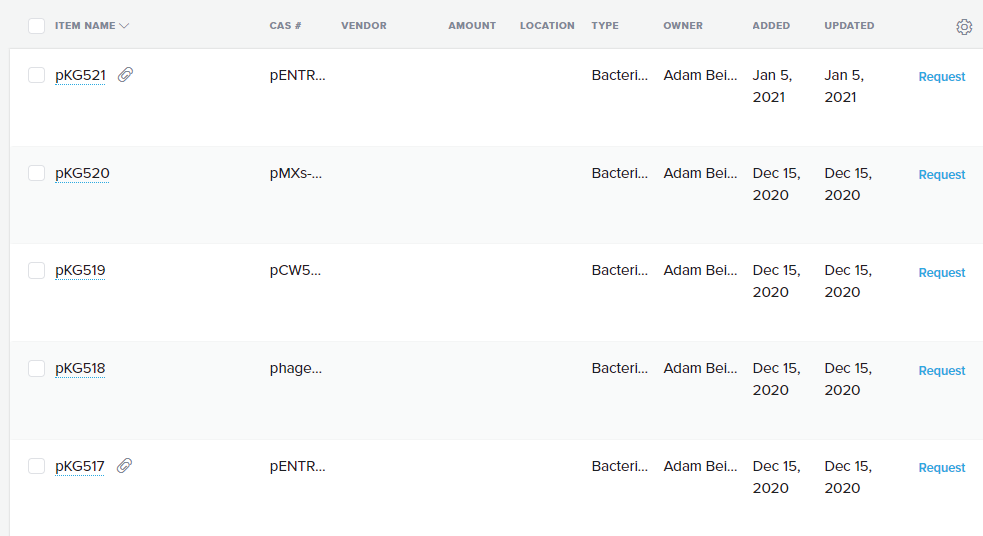 ITEM NAME CAS # VENDOR AMOUNT LOCATION TYPE OWNER ADDED UPDATED
pKG521 pENTR... Bacteri... Adam Bei... Jan 5, Jan 5, Request
2021 2021
pKG520 pMXs-... Bacteri... Adam Bei... Dec 15, Dec 15, Request
2020 2020
pKG519 pCW5... Bacteri... Adam Bei... Dec 15, Dec 15, Request
2020 2020
pKG518 phage... Bacteri... Adam Bei... Dec 15, Dec 15, Request
2020 2020
pKG517 pENTR... Bacteri... Adam Bei... Dec 15, Dec 15, Request
2020 2020